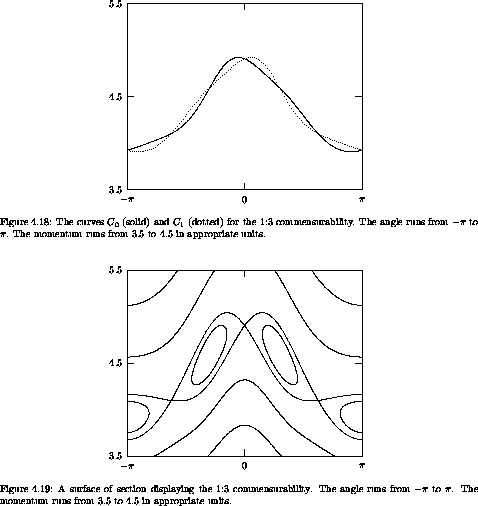 5.5
4.5
3.5
−π
0
π
Figure 4.18: The curves C₀ (solid) and C₁ (dotted) for the 1:3 commensurability. The angle runs from −π to
π. The momentum runs from 3.5 to 4.5 in appropriate units.
5.5
4.5
3.5
−π
0
π
Figure 4.19: A surface of section displaying the 1:3 commensurability. The angle runs from −π to π. The
momentum runs from 3.5 to 4.5 in appropriate units.